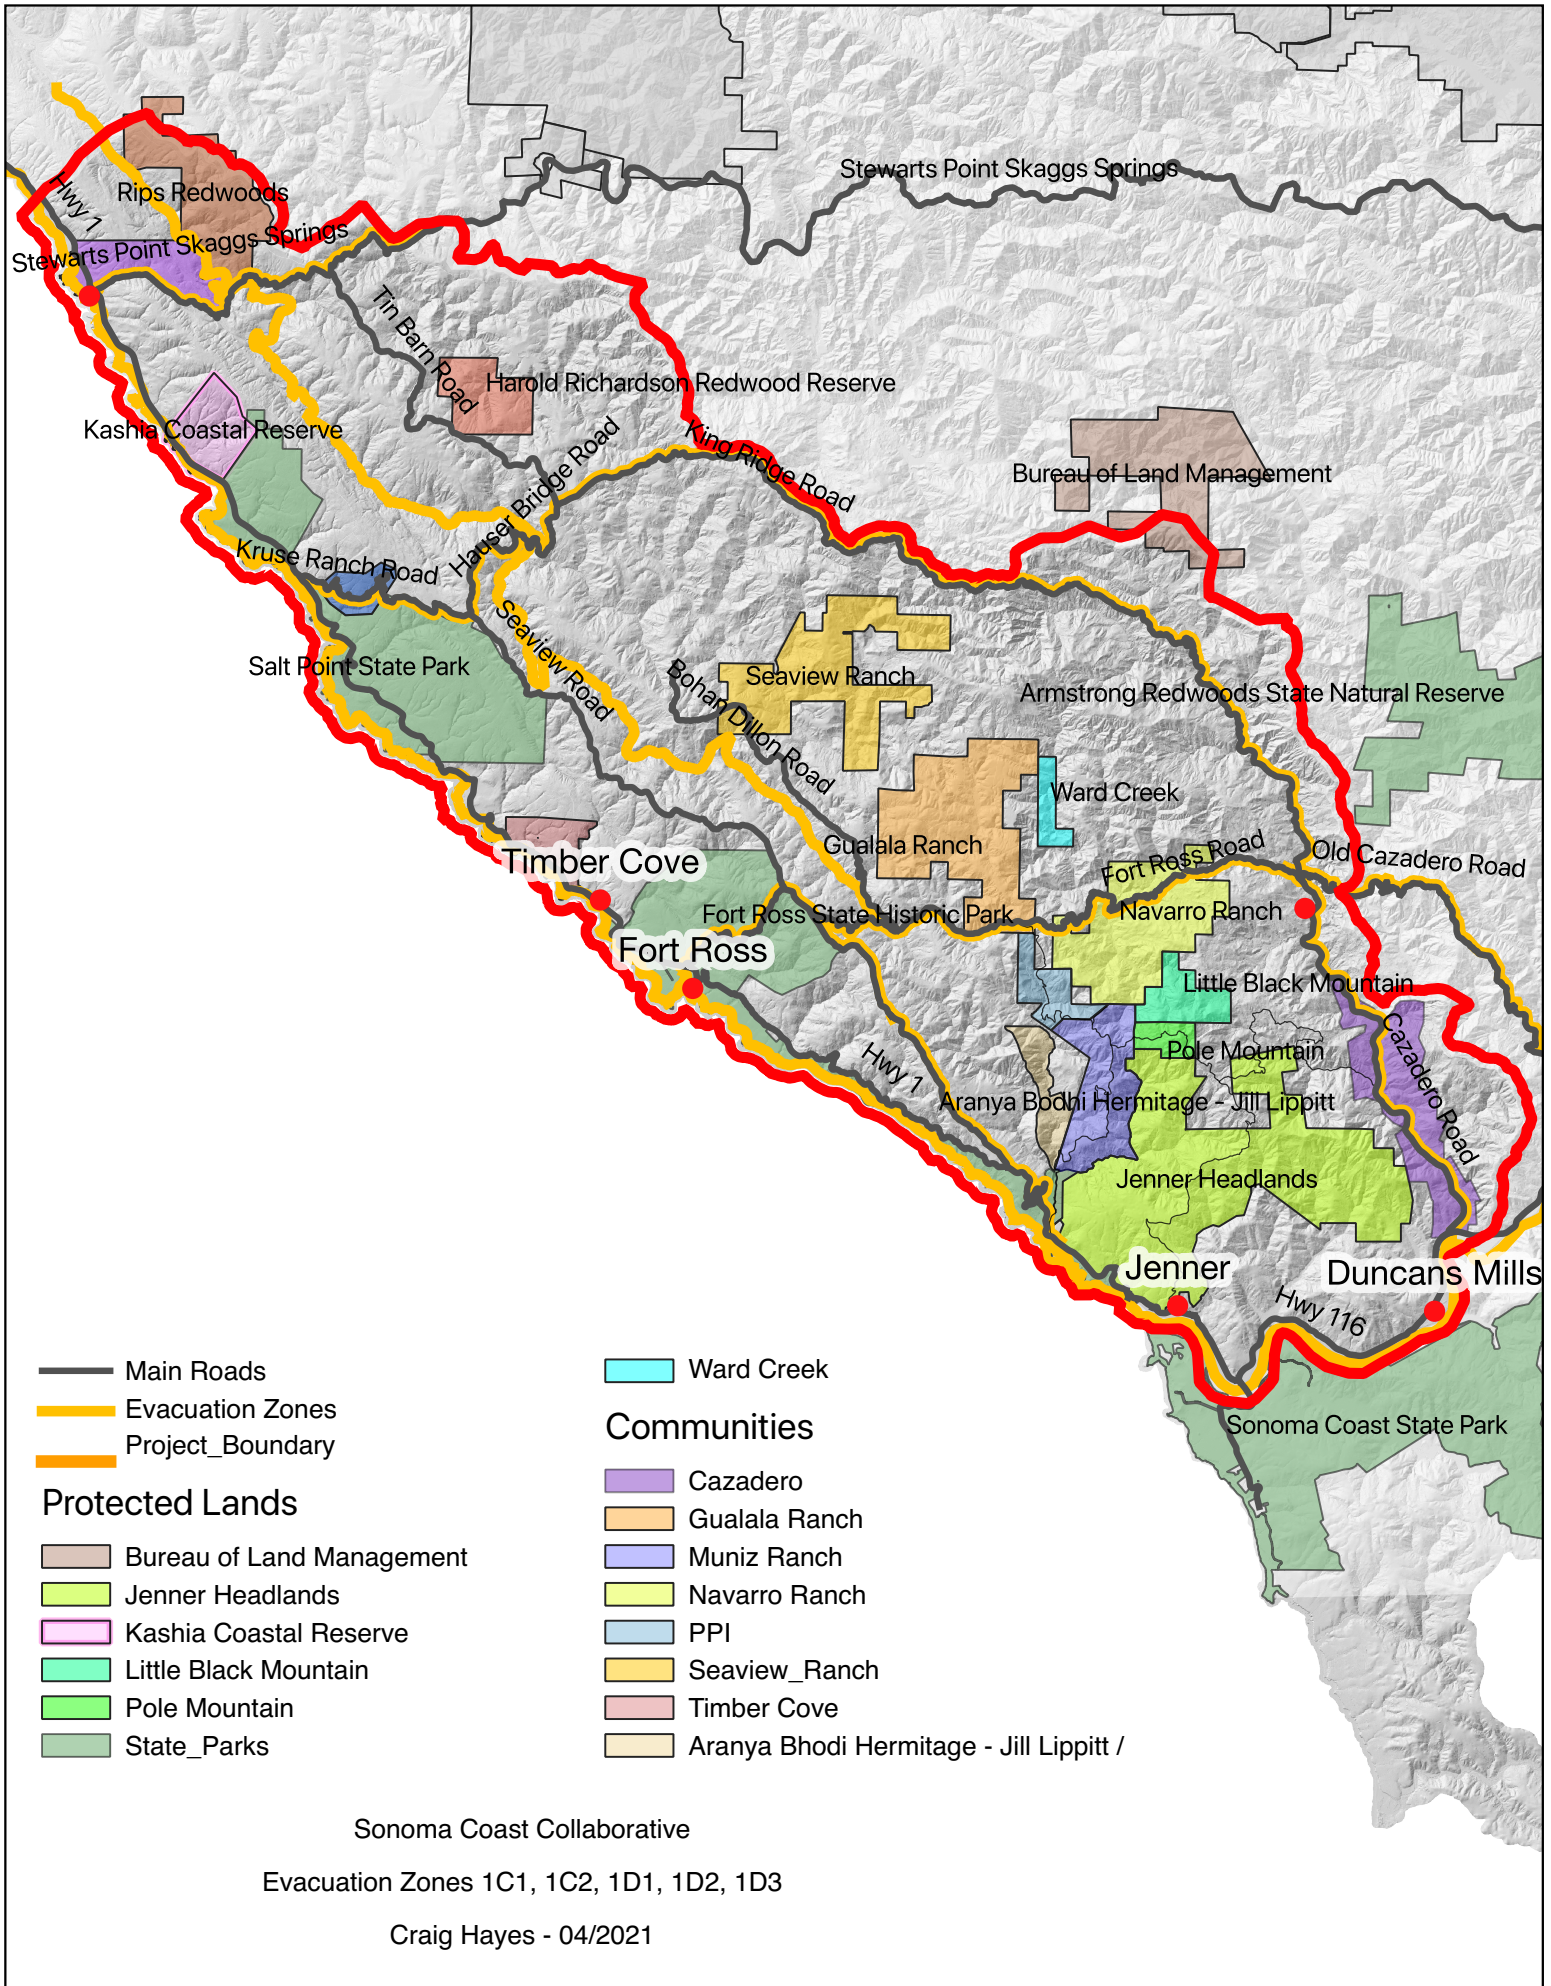 Stewarts Point Skaggs Springs
Hwy 1
Rips Redwoods
Stewarts Point Skaggs Springs
Tin Barn Road
Harold Richardson Redwood Reserve
Kashia Coastal Reserve
King Ridge Road
Hauser Bridge Road
Bureau of Land Management
Kruse Ranch Road
Seaview Road
Salt Point State Park
Bohan Dillon Road
Seaview Ranch
Armstrong Redwoods State Natural Reserve
Ward Creek
Gualala Ranch
Fort Ross Road
Old Cazadero Road
Timber Cove
Fort Ross State Historic Park
Navarro Ranch
Fort Ross
Little Black Mountain
Hwy 1
Pole Mountain
Cazadero Road
Aranya Bodhi Hermitage - Jill Lippitt
Jenner Headlands
Jenner
Duncans Mills
Hwy 116
Sonoma Coast State Park
Main Roads
Evacuation Zones
Project_Boundary
Protected Lands
Bureau of Land Management
Jenner Headlands
Kashia Coastal Reserve
Little Black Mountain
Pole Mountain
State_Parks
Ward Creek
Communities
Cazadero
Gualala Ranch
Muniz Ranch
Navarro Ranch
PPI
Seaview_Ranch
Timber Cove
Aranya Bhodi Hermitage - Jill Lippitt /
Sonoma Coast Collaborative
Evacuation Zones 1C1, 1C2, 1D1, 1D2, 1D3
Craig Hayes - 04/2021